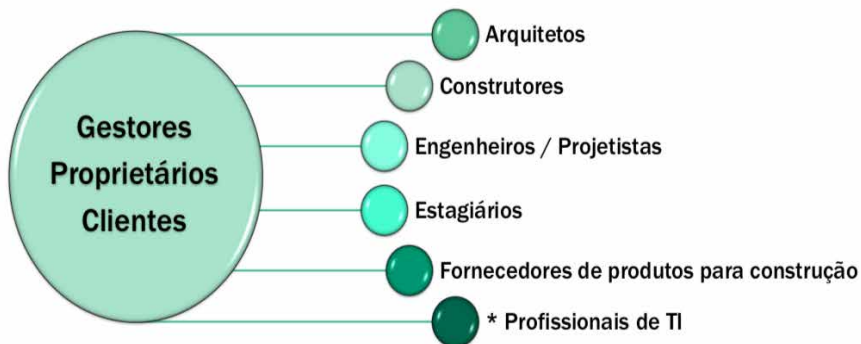 Gestores
Proprietários
Clientes
Arquitetos
Construtores
Engenheiros / Projetistas
Estagiários
Fornecedores de produtos para construção
* Profissionais de TI